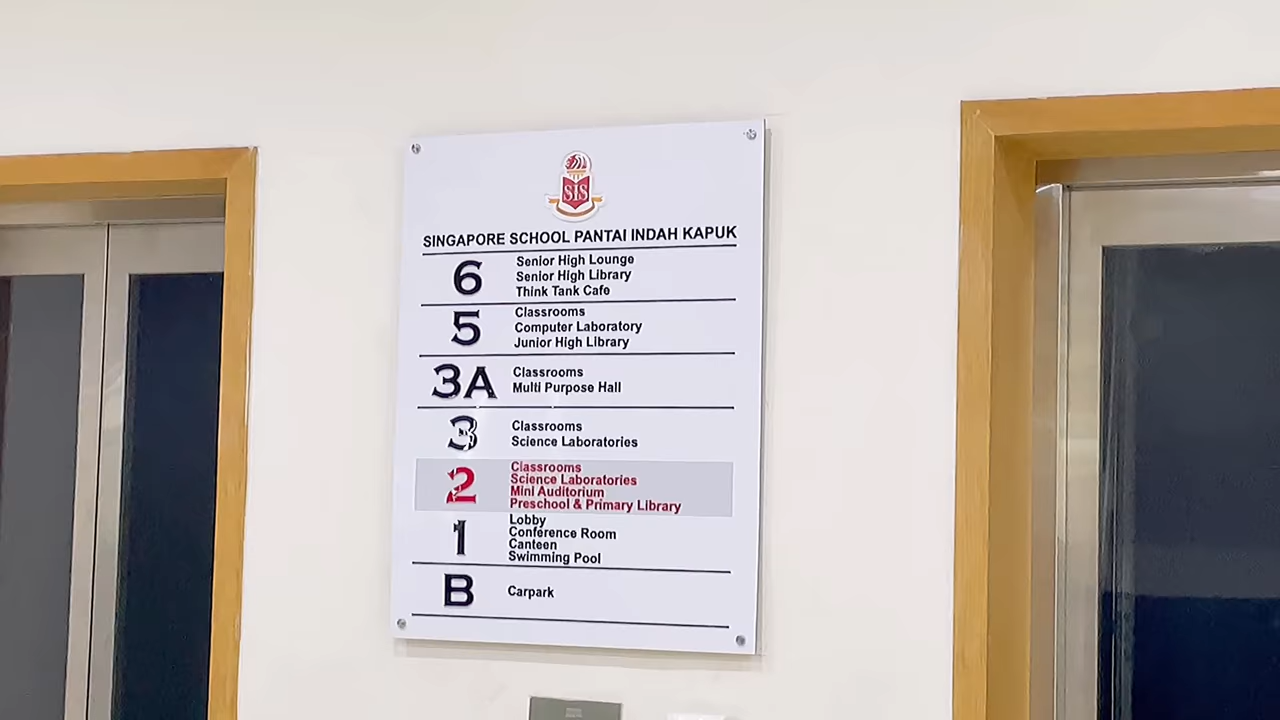 SIS
SINGAPORE SCHOOL PANTAI INDAH KAPUK
6
Senior High Lounge
Senior High Library
Think Tank Cafe
5
Classrooms
Computer Laboratory
Junior High Library
3A
Classrooms
Multi Purpose Hall
3
Classrooms
Science Laboratories
2
Classrooms
Science Laboratories
Mini Auditorium
Preschool & Primary Library
1
Lobby
Conference Room
Canteen
Swimming Pool
B
Carpark